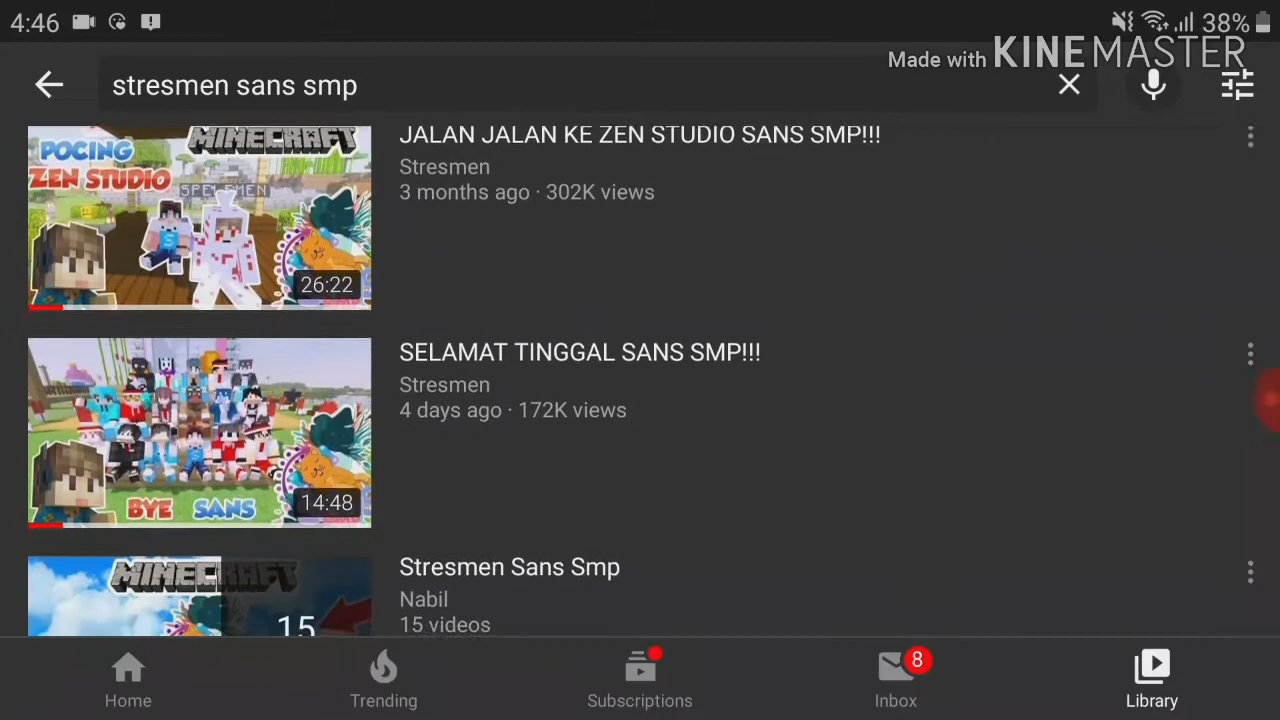 4:46
38%
Made with KINEMASTER
stresmen sans smp
MINECRAFT
POCING
ZEN STUDIO
SPELEMEN
S
26:22
JALAN JALAN KE ZEN STUDIO SANS SMP!!!
Stresmen
3 months ago · 302K views
BYE SANS
14:48
SELAMAT TINGGAL SANS SMP!!!
Stresmen
4 days ago · 172K views
MINECRAFT
15
Stresmen Sans Smp
Nabil
15 videos
8
Home
Trending
Subscriptions
Inbox
Library